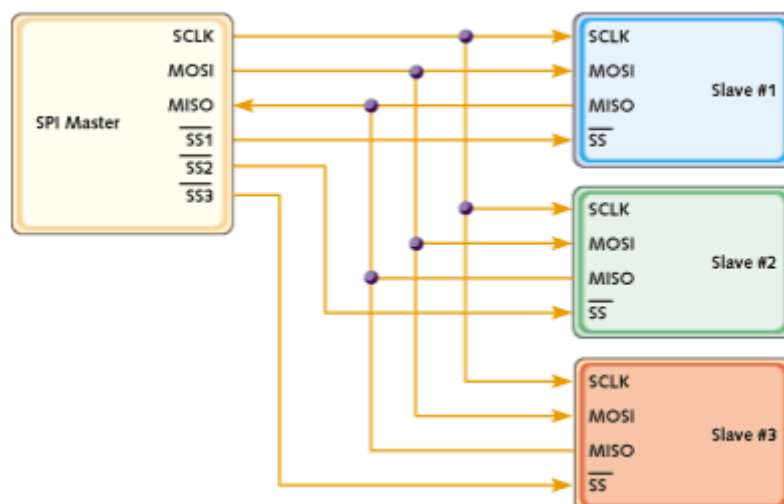 SPI Master
SCLK
MOSI
MISO
SS1
SS2
SS3
SCLK
MOSI
MISO
SS
Slave #1
SCLK
MOSI
MISO
SS
Slave #2
SCLK
MOSI
MISO
SS
Slave #3